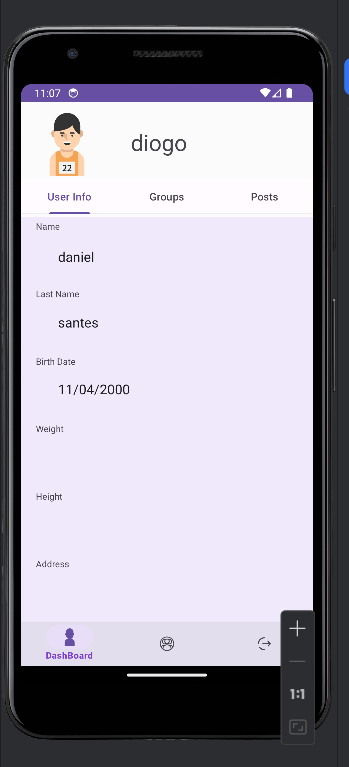 11:07
diogo
22
User Info Groups Posts
Name
daniel
Last Name
santes
Birth Date
11/04/2000
Weight
Height
Address
DashBoard
1:1